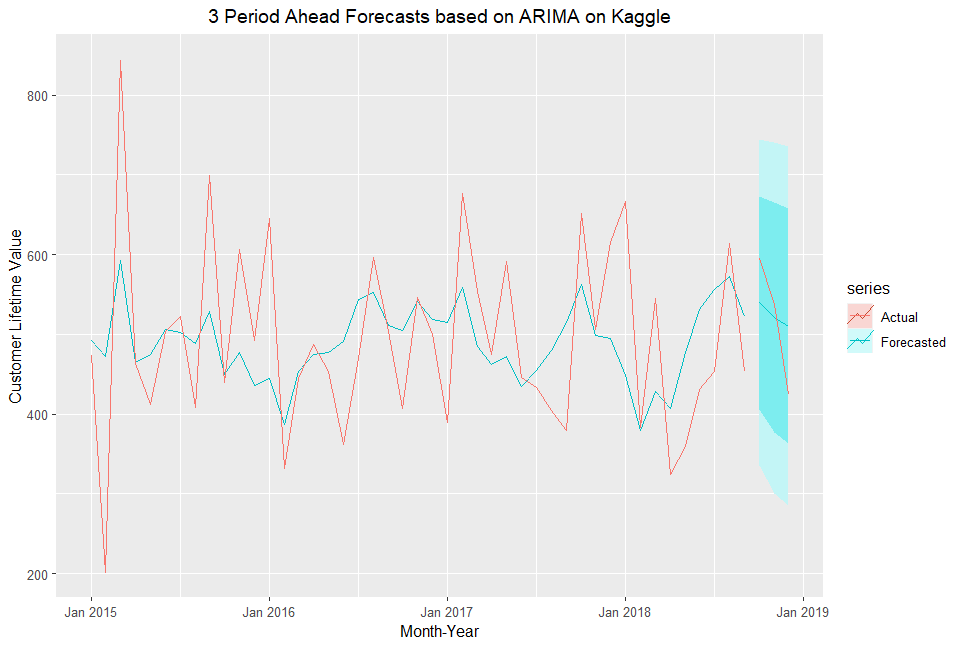 3 Period Ahead Forecasts based on ARIMA on Kaggle
Customer Lifetime Value
800
600
400
200
Jan 2015
Jan 2016
Jan 2017
Jan 2018
Jan 2019
Month-Year
series
Actual
Forecasted